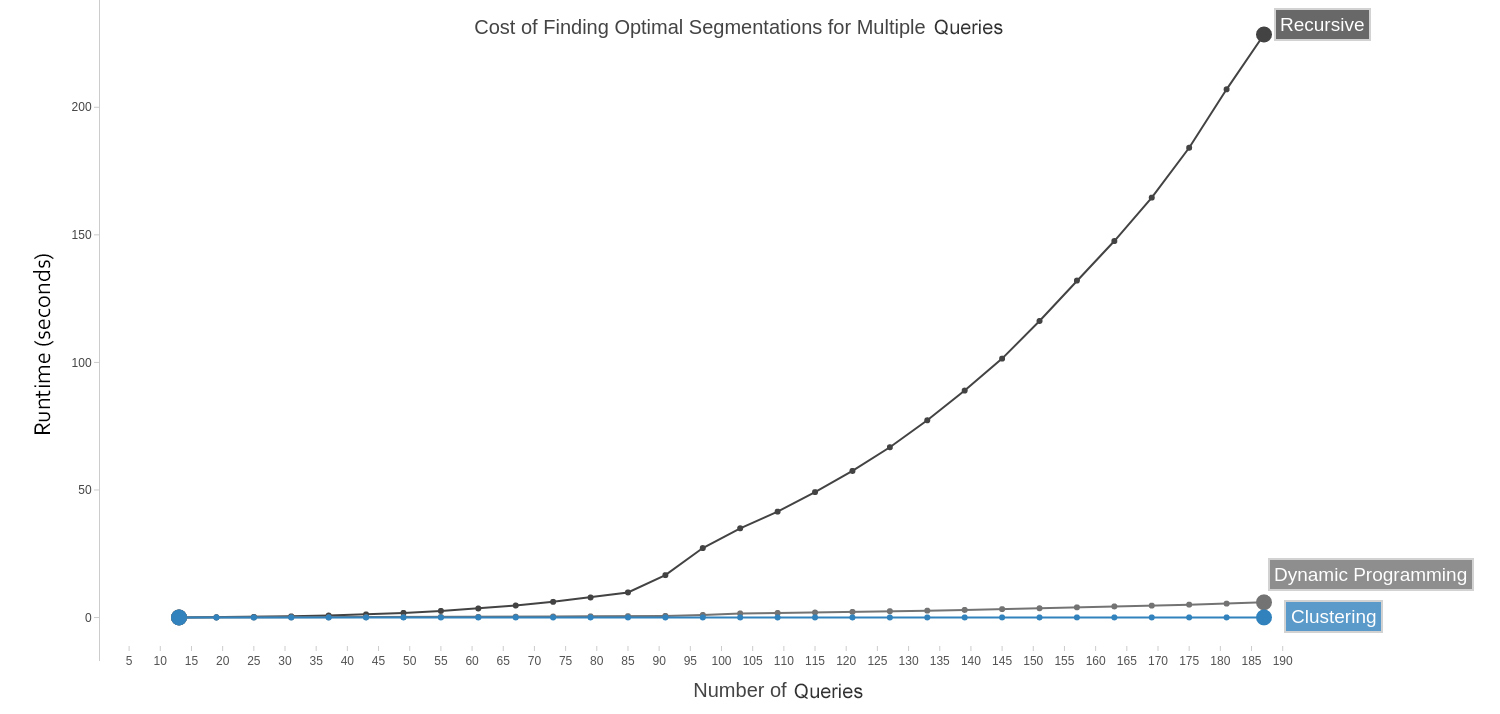 Cost of Finding Optimal Segmentations for Multiple Queries
Recursive
200
150
100
50
0
Runtime (seconds)
Dynamic Programming
Clustering
5 10 15 20 25 30 35 40 45 50 55 60 65 70 75 80 85 90 95 100 105 110 115 120 125 130 135 140 145 150 155 160 165 170 175 180 185 190
Number of Queries